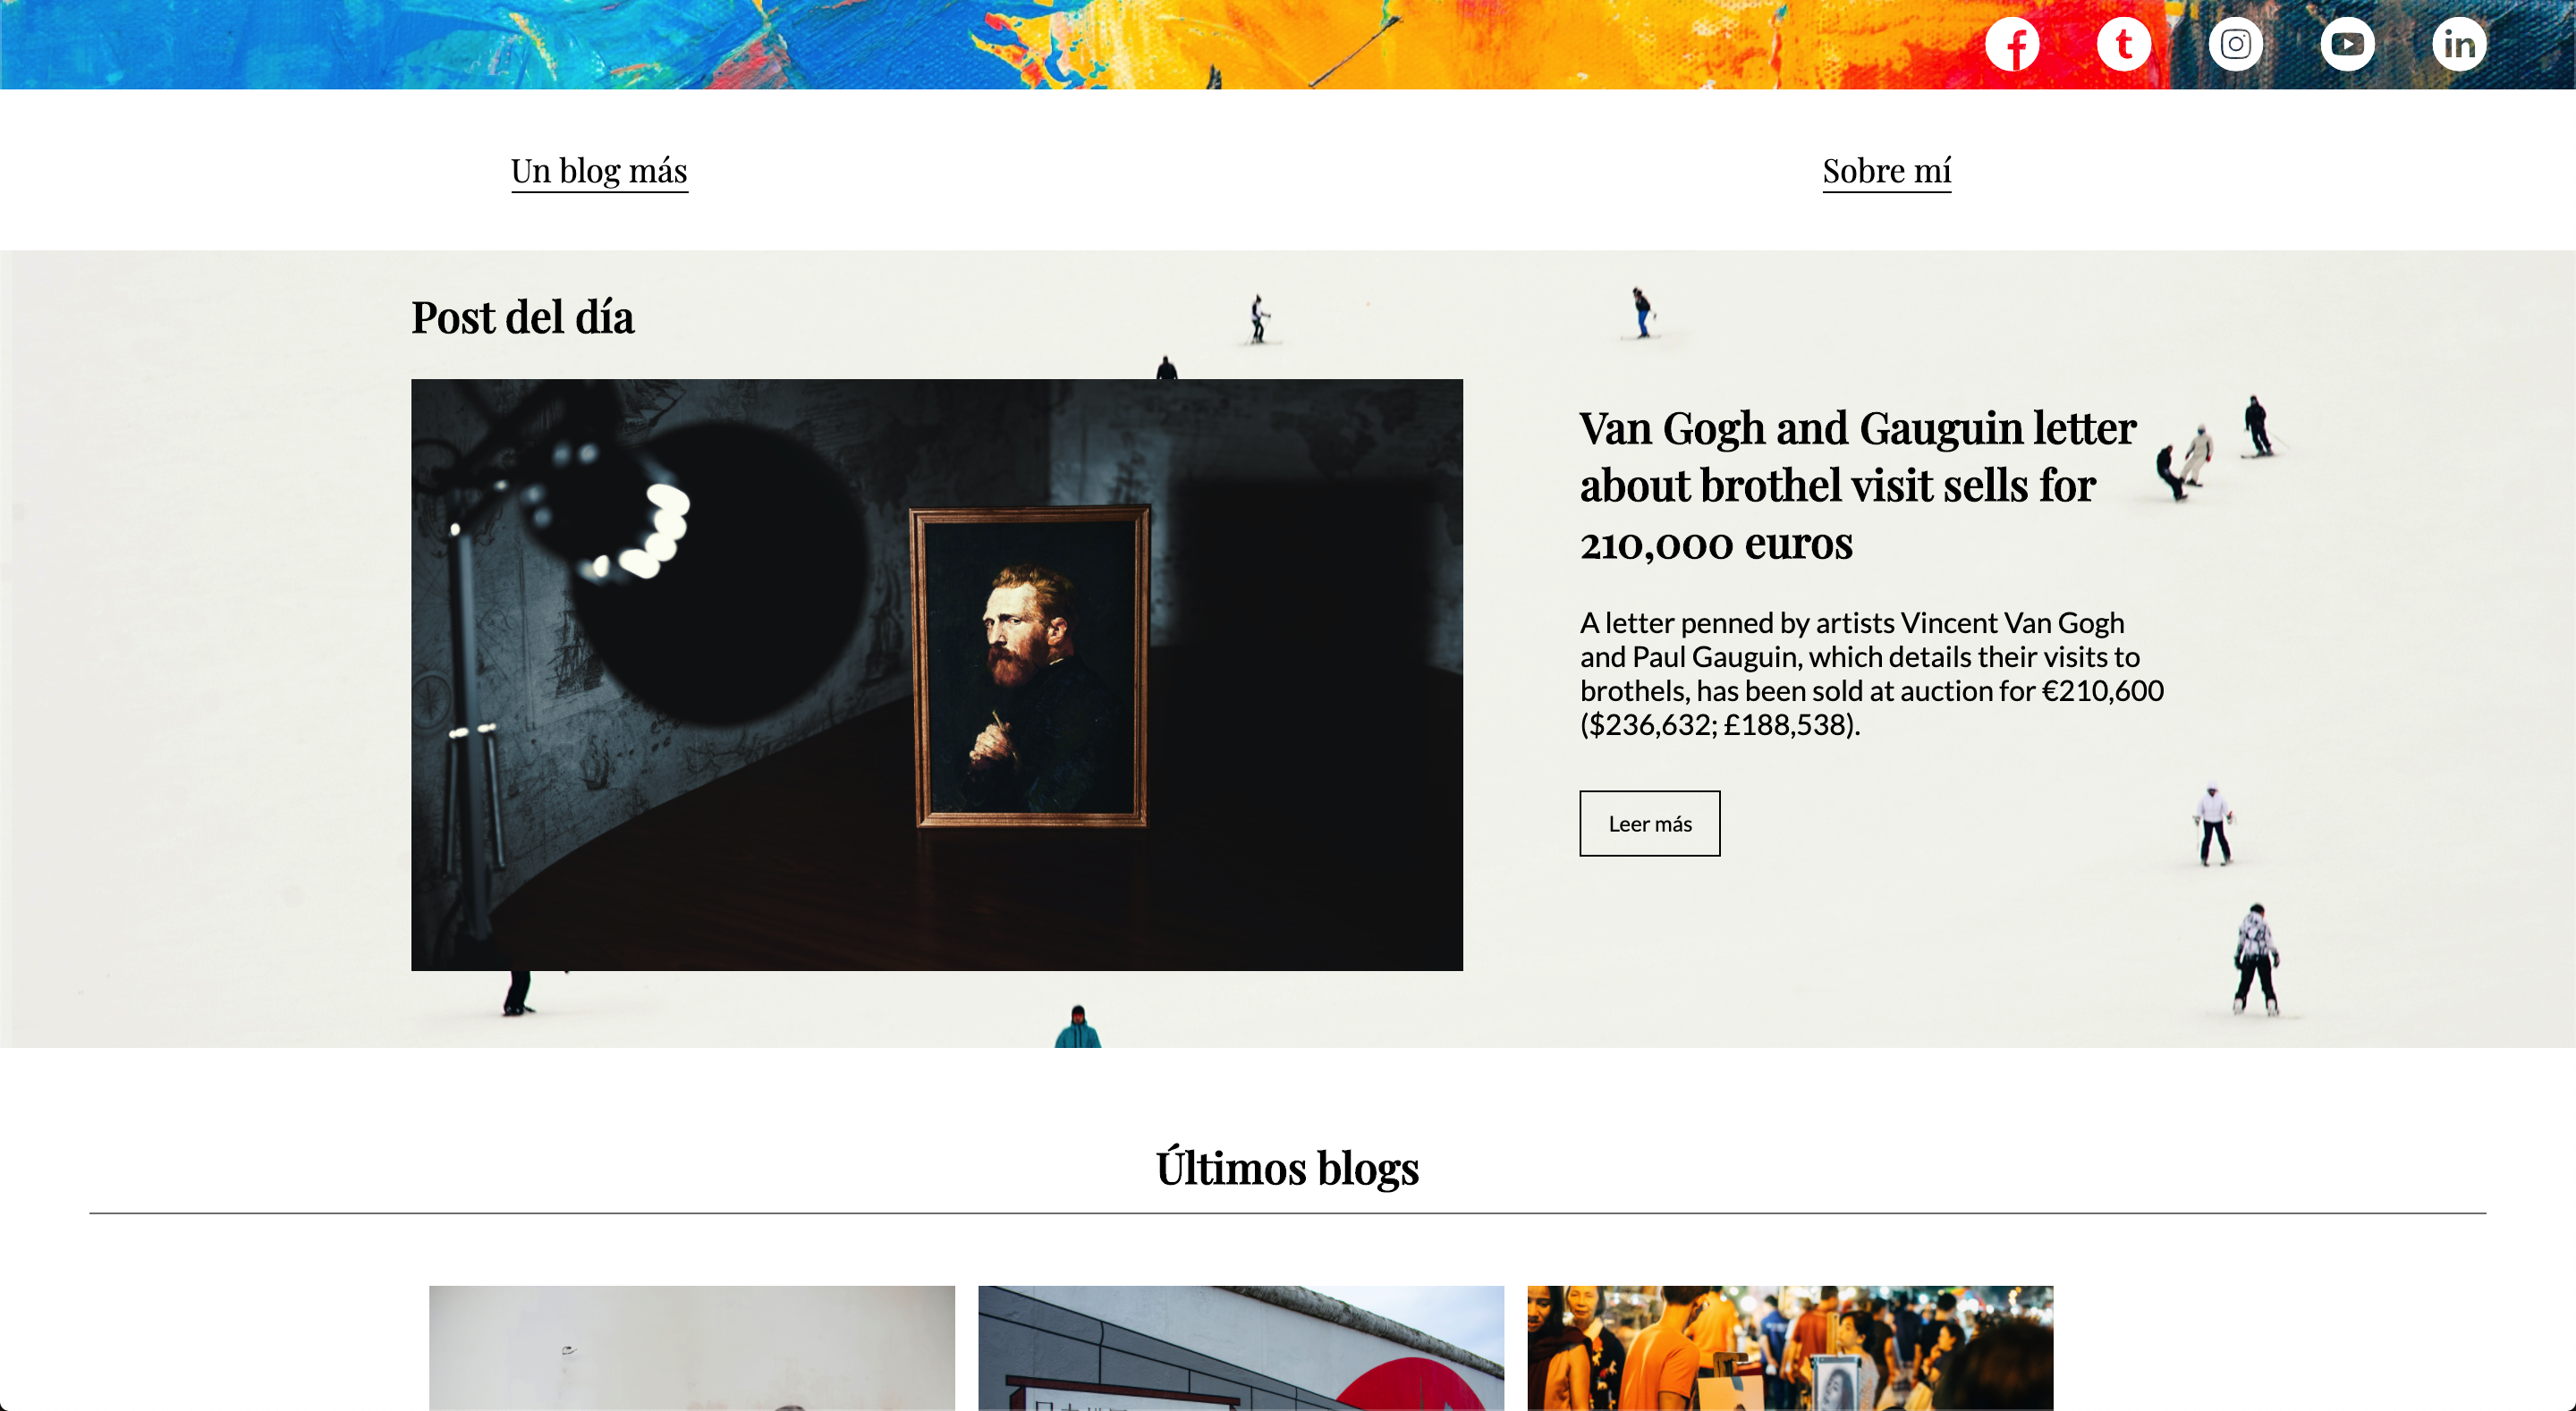 Un blog más
Sobre mí
Post del día
Van Gogh and Gauguin letter
about brothel visit sells for
210,000 euros
A letter penned by artists Vincent Van Gogh
and Paul Gauguin, which details their visits to
brothels, has been sold at auction for €210,600
($236,632; £188,538).
Leer más
Últimos blogs